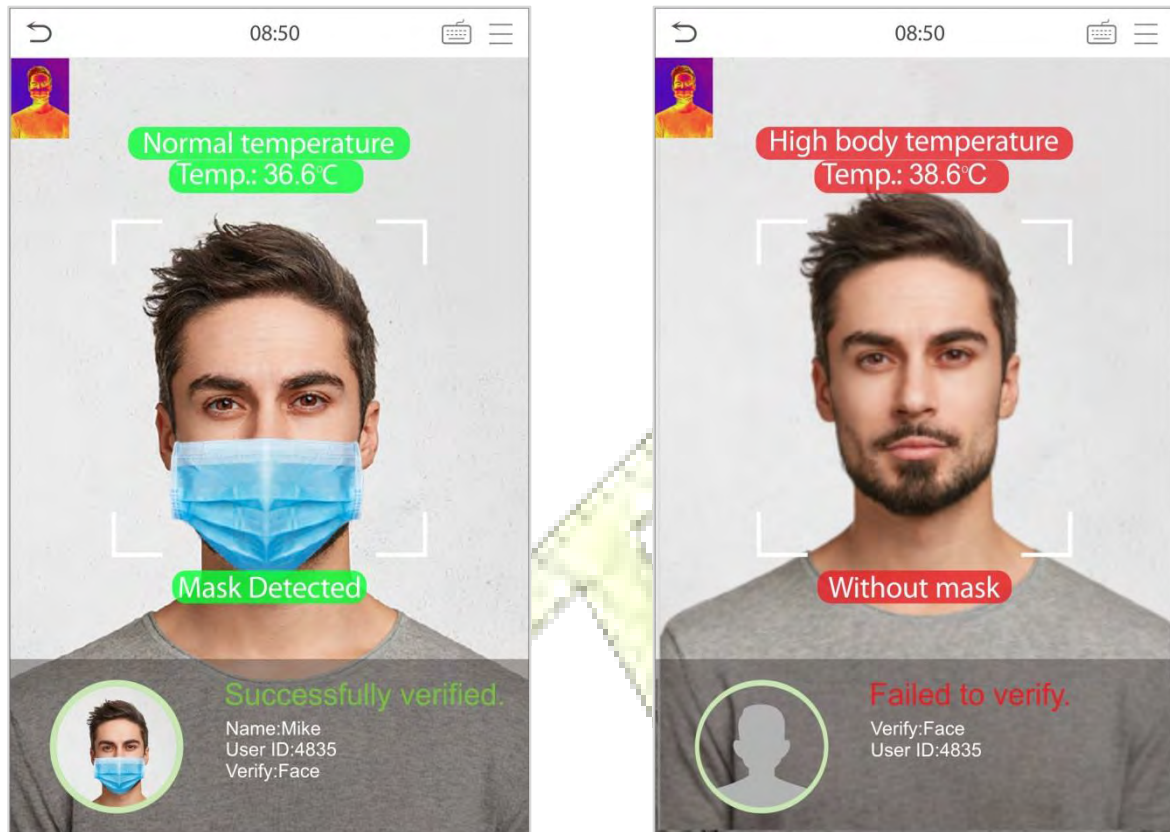 08:50
Normal temperature
Temp.: 36.6°C
Mask Detected
Successfully verified.
Name:Mike
User ID:4835
Verify:Face
08:50
High body temperature
Temp.: 38.6°C
Without mask
Failed to verify.
Verify:Face
User ID:4835